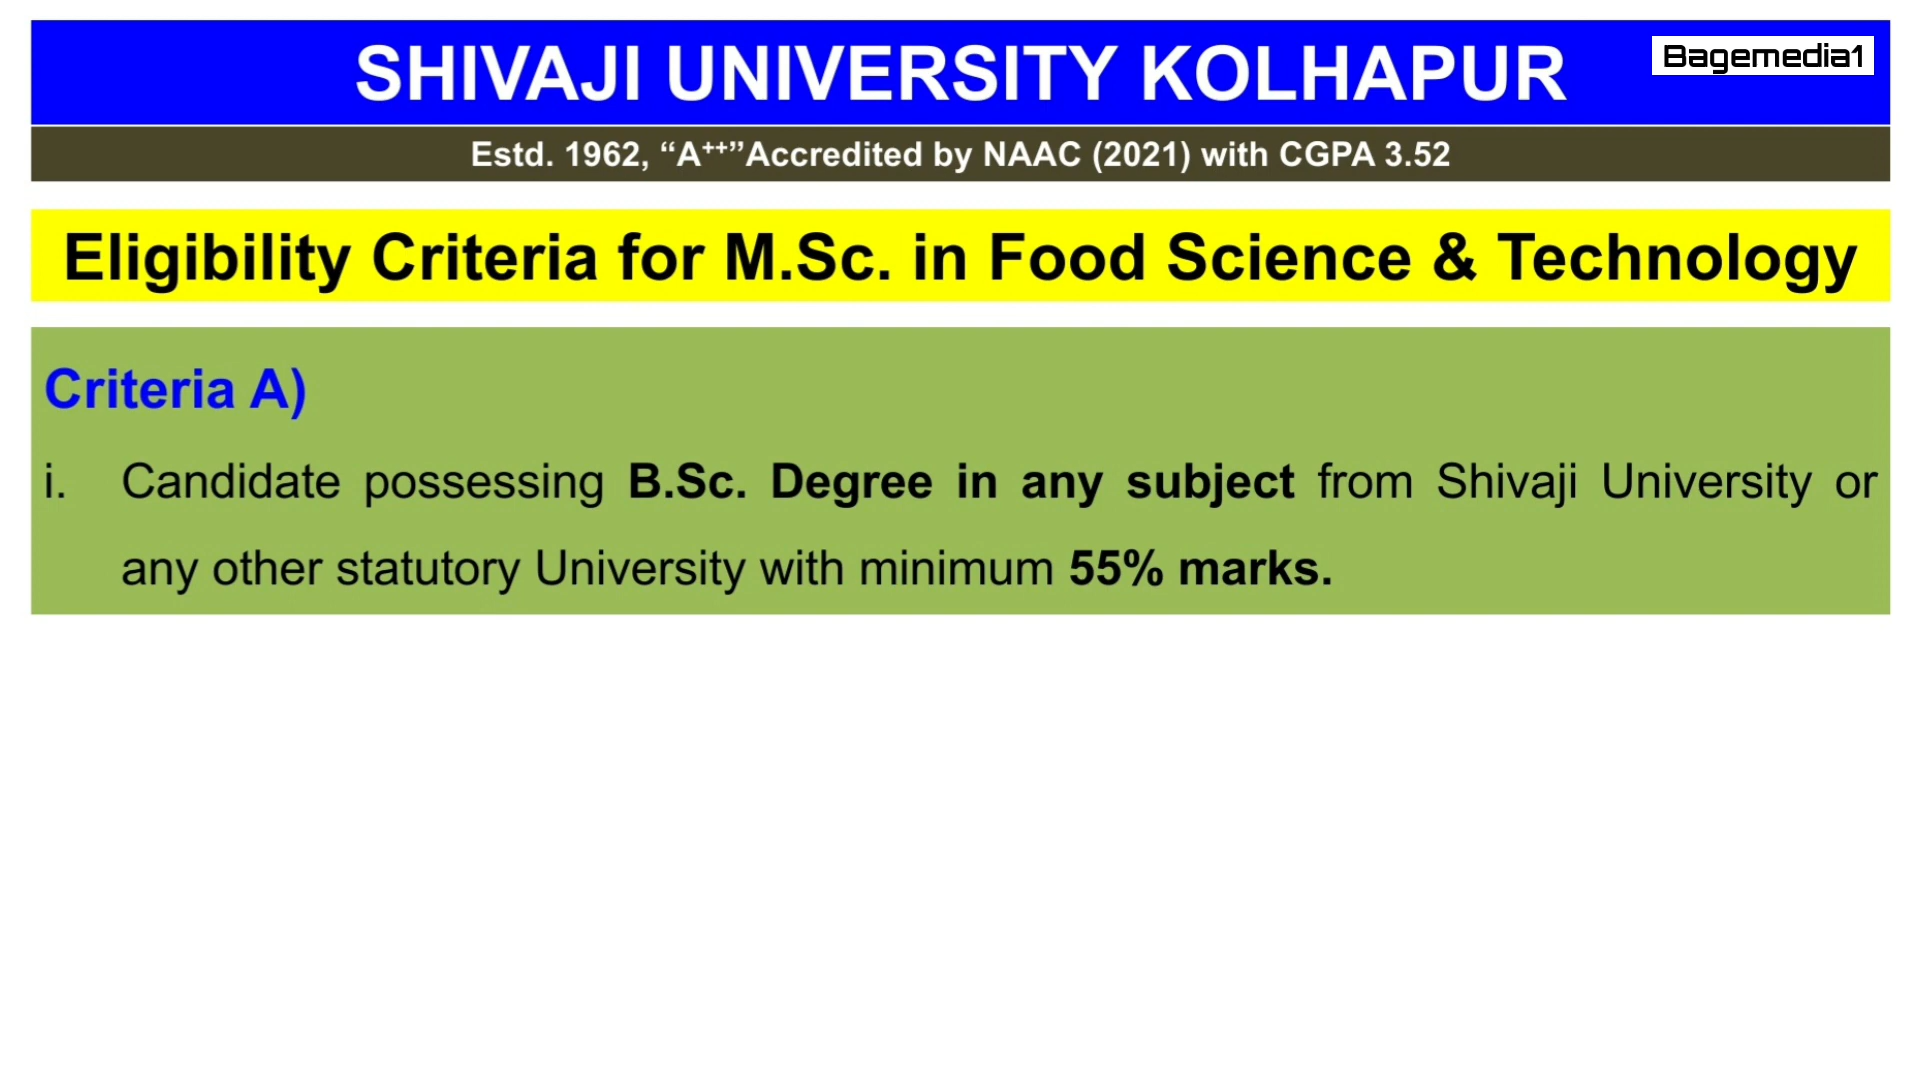 SHIVAJI UNIVERSITY KOLHAPUR
Bagemedia1
Estd. 1962, “A++”Accredited by NAAC (2021) with CGPA 3.52
Eligibility Criteria for M.Sc. in Food Science & Technology
Criteria A)
i. Candidate possessing B.Sc. Degree in any subject from Shivaji University or
any other statutory University with minimum 55% marks.